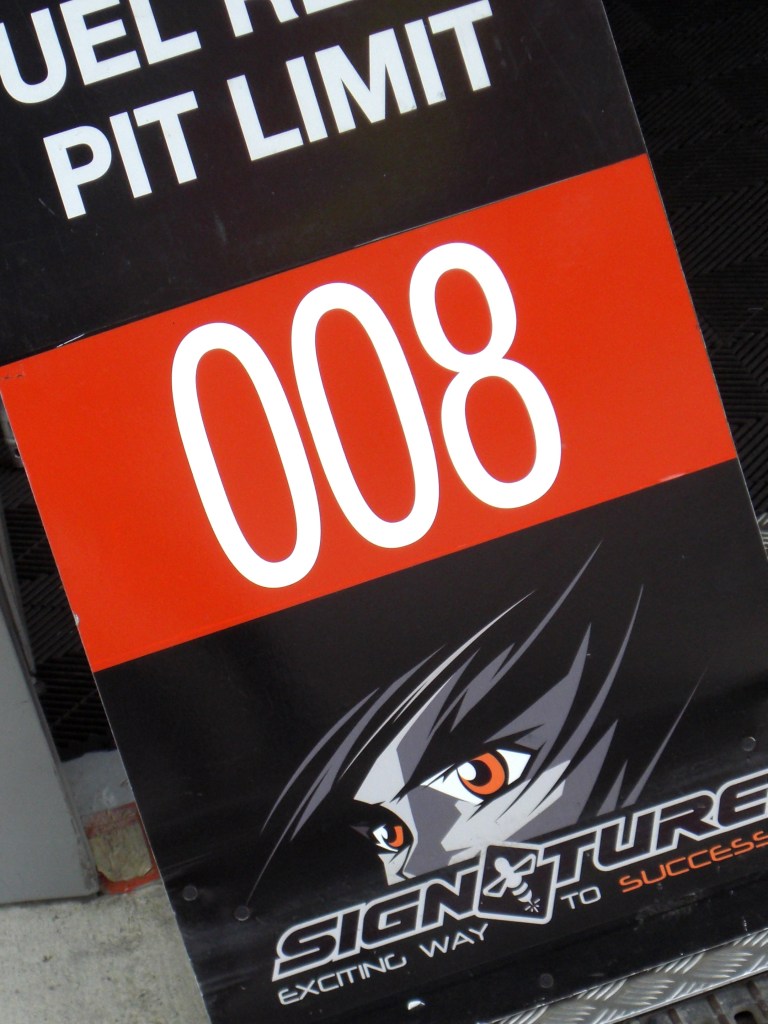 PIT LIMIT
008
SIGNATURE
EXCITING WAY TO SUCCESS